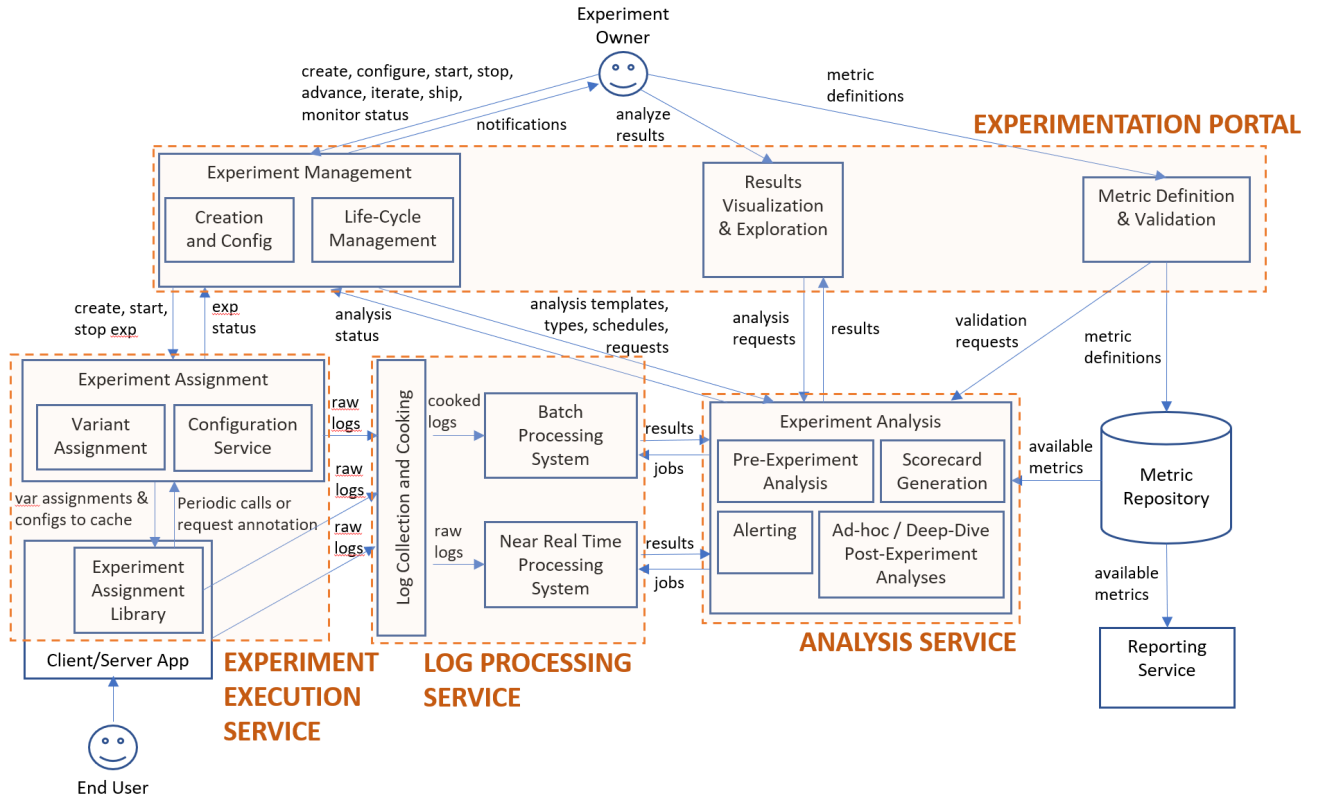 Experiment
Owner
create, configure, start, stop,
advance, iterate, ship,
monitor status
notifications
analyze
results
metric
definitions
EXPERIMENTATION PORTAL
Experiment Management
Creation
and Config
Life-Cycle
Management
Results
Visualization
& Exploration
Metric Definition
& Validation
create, start,
stop exp
exp
status
analysis
status
analysis templates,
types, schedules,
requests
analysis
requests
results
validation
requests
metric
definitions
Experiment Assignment
Variant
Assignment
Configuration
Service
raw
logs
raw
logs
raw
logs
var assignments &
configs to cache
Periodic calls or
request annotation
Experiment
Assignment
Library
Client/Server App
End User
EXPERIMENT
EXECUTION
SERVICE
Log Collection and Cooking
cooked
logs
Batch
Processing
System
raw
logs
Near Real Time
Processing
System
results
jobs
results
jobs
LOG PROCESSING
SERVICE
Experiment Analysis
Pre-Experiment
Analysis
Scorecard
Generation
Alerting
Ad-hoc / Deep-Dive
Post-Experiment
Analyses
ANALYSIS SERVICE
available
metrics
Metric
Repository
available
metrics
Reporting
Service